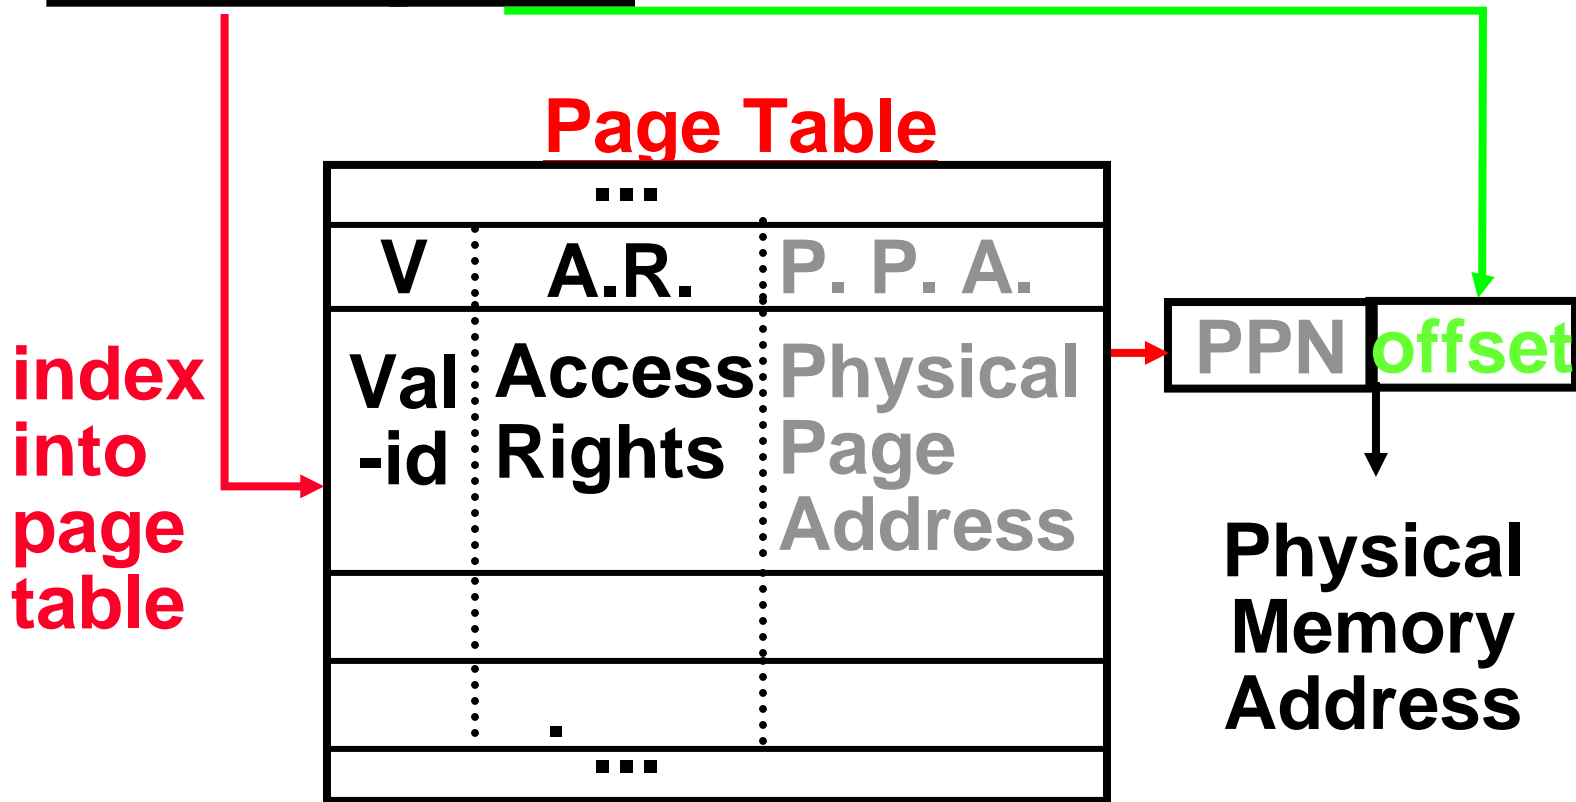 Page Table
...
V A.R. P. P. A.
Val Access Physical
-id Rights Page
Address
.
...
index
into
page
table
PPN offset
Physical
Memory
Address